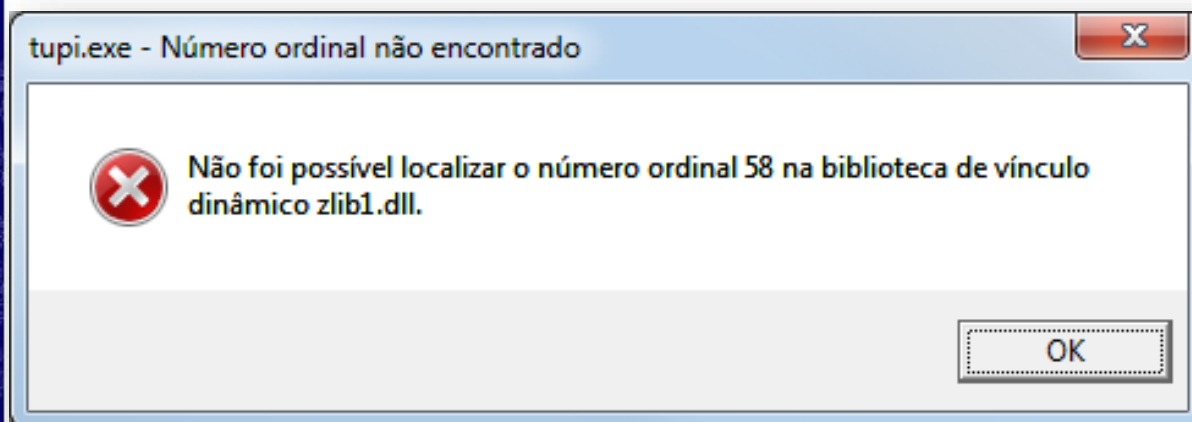 tupi.exe - Número ordinal não encontrado
Não foi possível localizar o número ordinal 58 na biblioteca de vínculo
dinâmico zlib1.dll.
OK